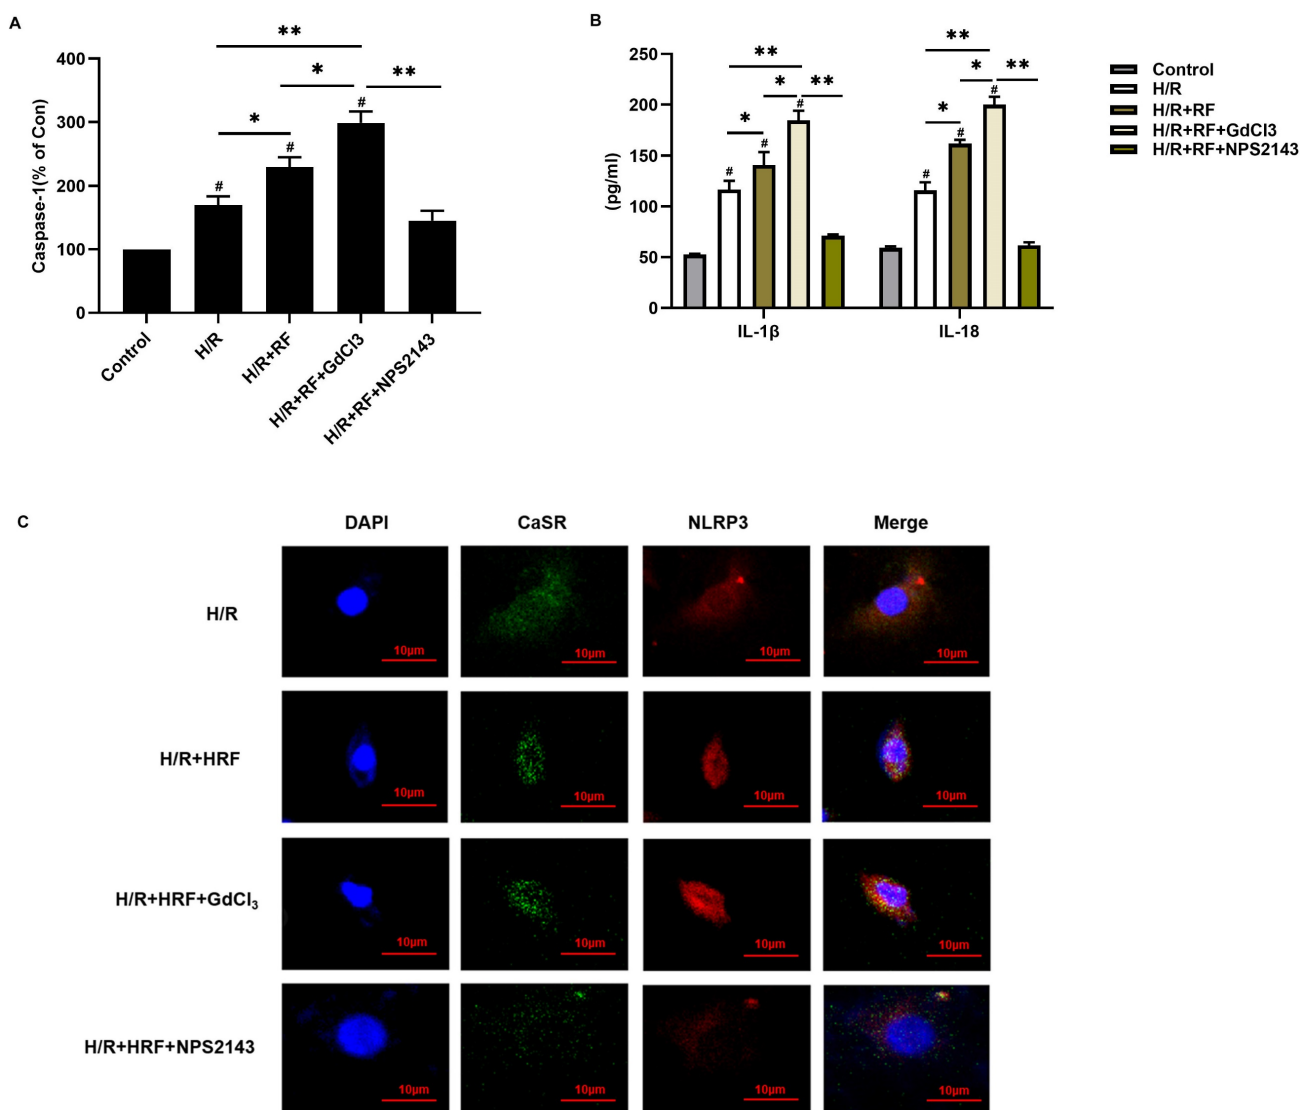 A
Caspase-1(% of Con)
400
300
200
100
0
**
*
**
*
#
#
#
Control
H/R
H/R+RF
H/R+RF+GdCl3
H/R+RF+NPS2143
B
(pg/ml)
250
200
150
100
50
0
**
*
**
*
#
#
#
**
*
**
*
#
#
#
IL-1β
IL-18
Control
H/R
H/R+RF
H/R+RF+GdCl3
H/R+RF+NPS2143
C
DAPI
CaSR
NLRP3
Merge
H/R
10μm
10μm
10μm
10μm
H/R+HRF
10μm
10μm
10μm
10μm
H/R+HRF+GdCl₃
10μm
10μm
10μm
10μm
H/R+HRF+NPS2143
10μm
10μm
10μm
10μm